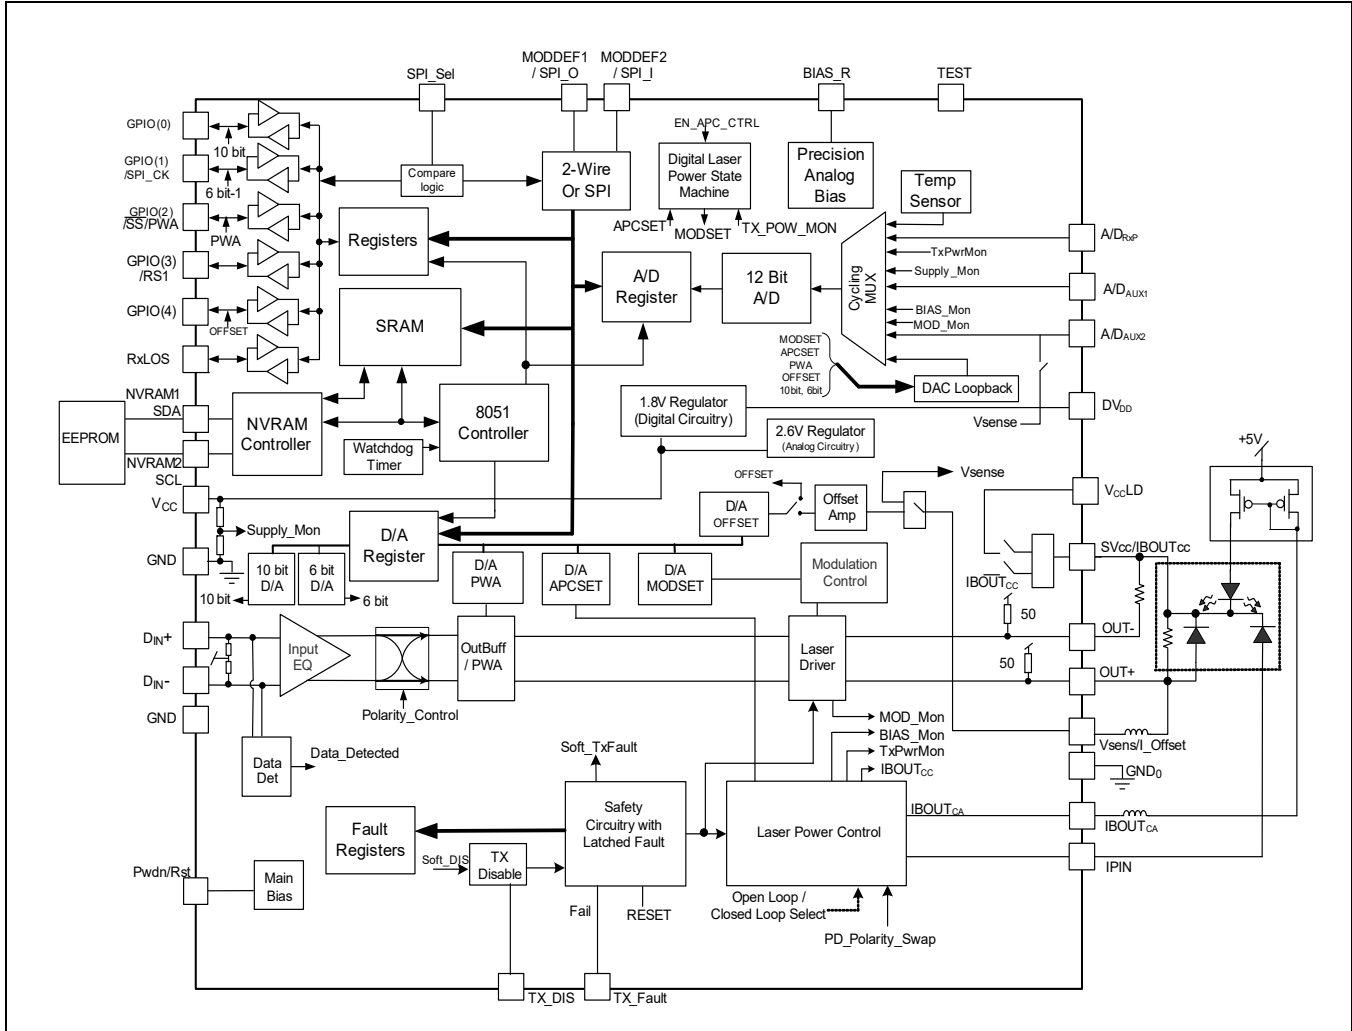 MODDEF1
/ SPI_O
MODDEF2
/ SPI_I
SPI_Sel
BIAS_R
TEST
GPIO(0)
10 bit
GPIO(1)
/SPI_CK
6 bit-1
GPIO(2)
/SS/PWA
PWA
GPIO(3)
/RS1
GPIO(4)
OFFSET
RxLOS
Compare
logic
2-Wire
Or SPI
EN_APC_CTRL
Digital Laser
Power State
Machine
APCSET
MODSET
TX_POW_MON
Precision
Analog
Bias
Temp
Sensor
Registers
A/D
Register
12 Bit
A/D
Cycling
MUX
TxPwrMon
Supply_Mon
BIAS_Mon
MOD_Mon
A/DRxP
A/DAUX1
A/DAUX2
SRAM
MODSET
APCSET
PWA
OFFSET
10bit, 6bit
DAC Loopback
Vsense
DVDD
NVRAM1
SDA
EEPROM
NVRAM2
SCL
NVRAM
Controller
8051
Controller
Watchdog
Timer
1.8V Regulator
(Digital Circuitry)
2.6V Regulator
(Analog Circuitry)
+5V
VCC
Supply_Mon
GND
D/A
Register
D/A
OFFSET
OFFSET
Offset
Amp
Vsense
VCCLD
SVcc/IBOUTcc
IBOUTCC
10 bit
D/A
6 bit
D/A
10 bit
6 bit
D/A
PWA
D/A
APCSET
D/A
MODSET
Modulation
Control
50
50
DIN+
DIN-
GND
Input
EQ
Polarity_Control
OutBuff
/ PWA
Laser
Driver
OUT-
OUT+
Vsens/I_Offset
GND0
Data
Det
Data_Detected
Soft_TxFault
MOD_Mon
BIAS_Mon
TxPwrMon
IBOUTCC
Fault
Registers
Safety
Circuitry with
Latched Fault
Laser Power Control
IBOUTCA
IBOUTCA
IPIN
Soft_DIS
TX
Disable
Pwdn/Rst
Main
Bias
Fail
RESET
Open Loop /
Closed Loop Select
PD_Polarity_Swap
TX_DIS
TX_Fault